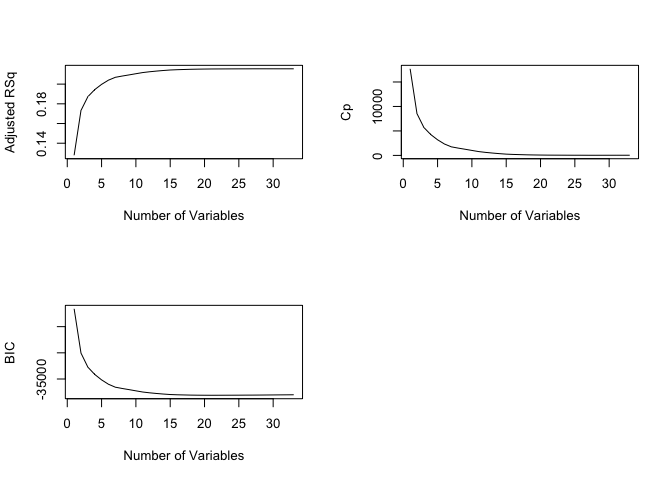 Adjusted RSq
0.14
0.18
0 5 10 15 20 25 30
Number of Variables
Cp
0
10000
0 5 10 15 20 25 30
Number of Variables
BIC
-35000
0 5 10 15 20 25 30
Number of Variables